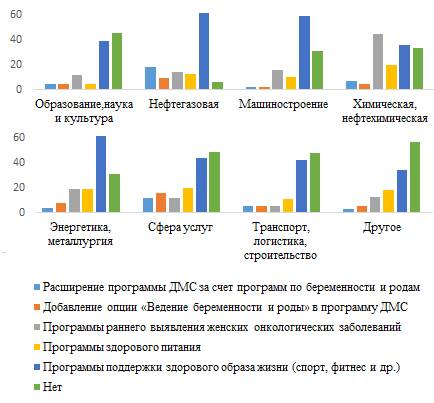 60
40
20
0
Образование,наука и культура
Нефтегазовая
Машиностроение
Химическая, нефтехимическая
60
40
20
0
Энергетика, металлургия
Сфера услуг
Транспорт, логистика, строительство
Другое
Расширение программы ДМС за счет программ по беременности и родам
Добавление опции «Ведение беременности и роды» в программу ДМС
Программы раннего выявления женских онкологических заболеваний
Программы здорового питания
Программы поддержки здорового образа жизни (спорт, фитнес и др.)
Нет